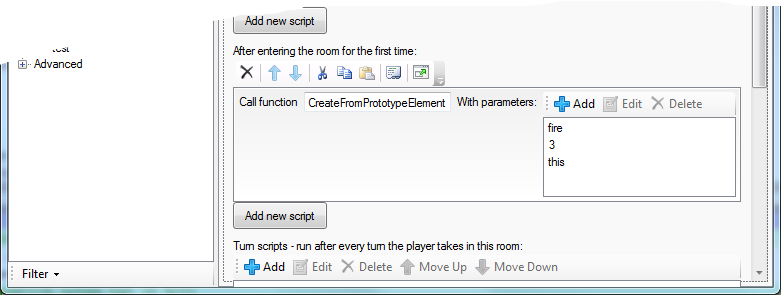 Add new script
After entering the room for the first time:
Advanced
Call function CreateFromPrototypeElement With parameters: Add Edit Delete
fire
3
this
Add new script
Turn scripts - run after every turn the player takes in this room:
Filter
Add Edit Delete Move Up Move Down